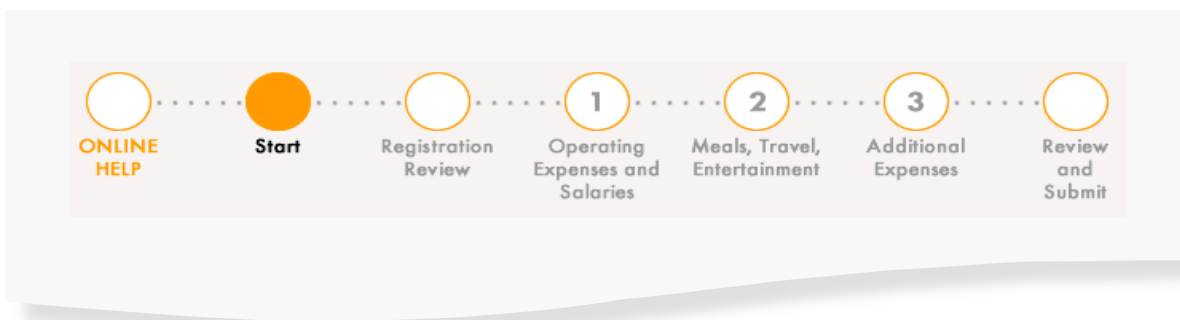 1
2
3
ONLINE
HELP
Start
Registration
Review
Operating
Expenses and
Salaries
Meals, Travel,
Entertainment
Additional
Expenses
Review
and
Submit